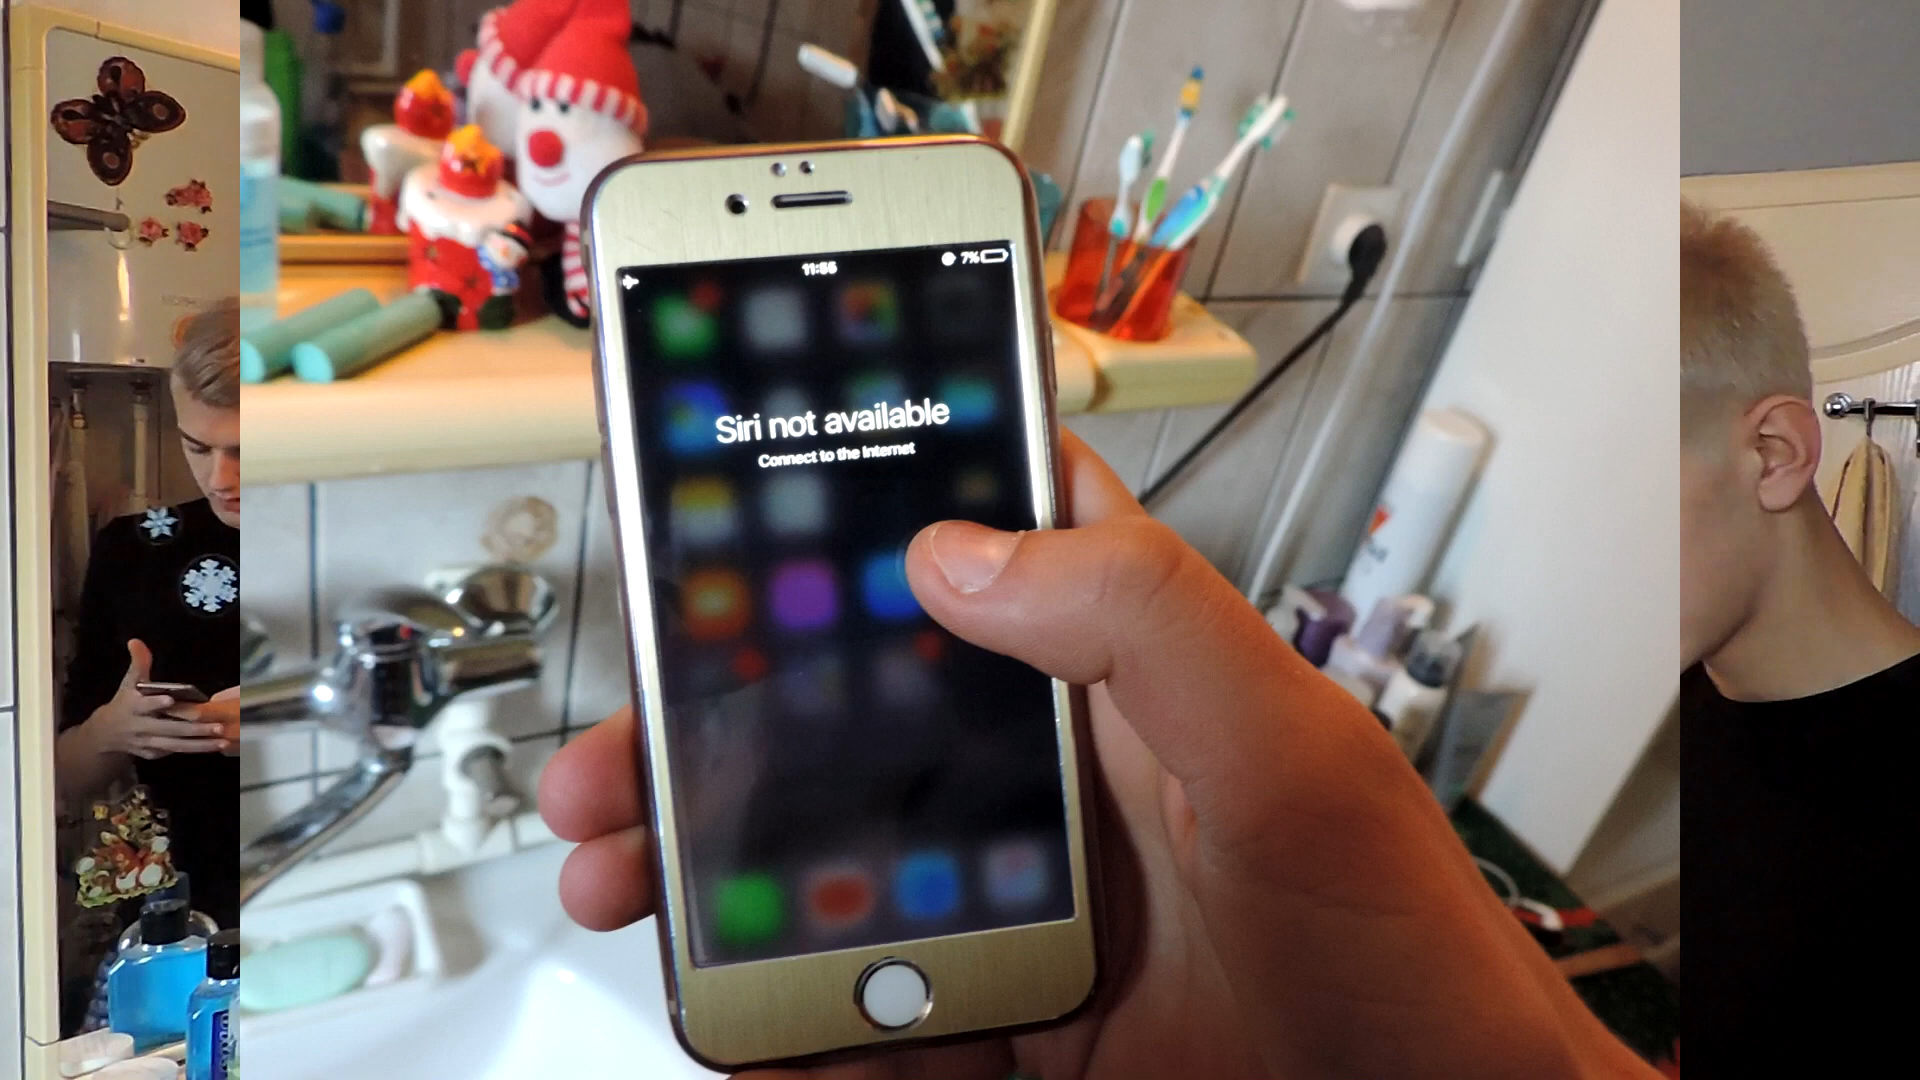 11:55
7%
Siri not available
Connect to the Internet